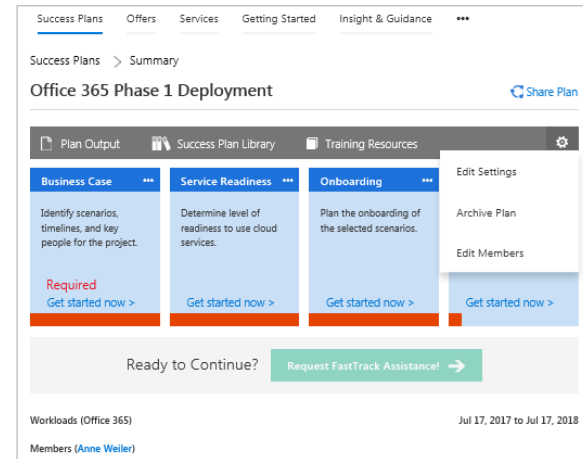 Success Plans Offers Services Getting Started Insight & Guidance •••
Success Plans > Summary
Office 365 Phase 1 Deployment
Share Plan
Plan Output Success Plan Library Training Resources
Edit Settings
Archive Plan
Edit Members
Business Case •••
Identify scenarios,
timelines, and key
people for the project.
Required
Get started now >
Service Readiness •••
Determine level of
readiness to use cloud
services.
Get started now >
Onboarding •••
Plan the onboarding of
the selected scenarios.
Get started now >
Get started now >
Ready to Continue? Request FastTrack Assistance!
Workloads (Office 365) Jul 17, 2017 to Jul 17, 2018
Members (Anne Weiler)